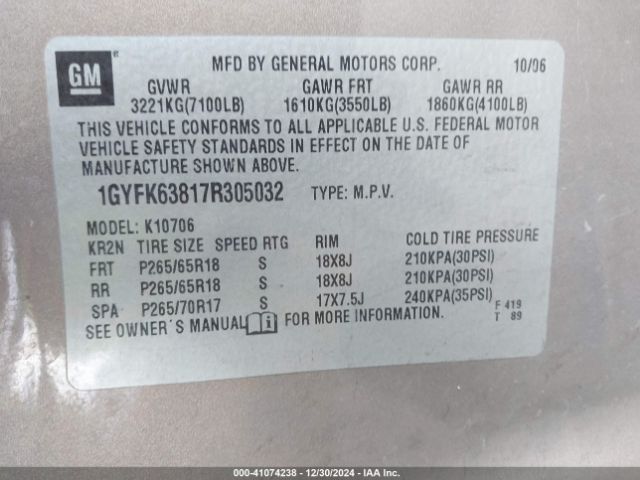 GM
MFD BY GENERAL MOTORS CORP. 10/06
GVWR GAWR FRT GAWR RR
3221KG(7100LB) 1610KG(3550LB) 1860KG(4100LB)
THIS VEHICLE CONFORMS TO ALL APPLICABLE U.S. FEDERAL MOTOR
VEHICLE SAFETY STANDARDS IN EFFECT ON THE DATE OF
MANUFACTURE SHOWN ABOVE.
1GYFK63817R305032 TYPE: M.P.V.
MODEL: K10706
KR2N TIRE SIZE SPEED RTG RIM COLD TIRE PRESSURE
FRT P265/65R18 S 18X8J 210KPA(30PSI)
RR P265/65R18 S 18X8J 210KPA(30PSI)
SPA P265/70R17 S 17X7.5J 240KPA(35PSI)
SEE OWNER'S MANUAL FOR MORE INFORMATION.
F 419
T 89
000-41074238 - 12/30/2024 - IAA Inc.